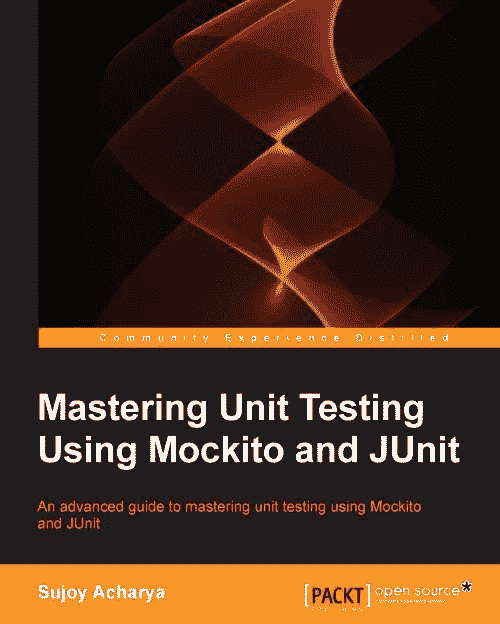 Community Experience Distilled
Mastering Unit Testing
Using Mockito and JUnit
An advanced guide to mastering unit testing using Mockito
and JUnit
Sujoy Acharya
[PACKT] open source*